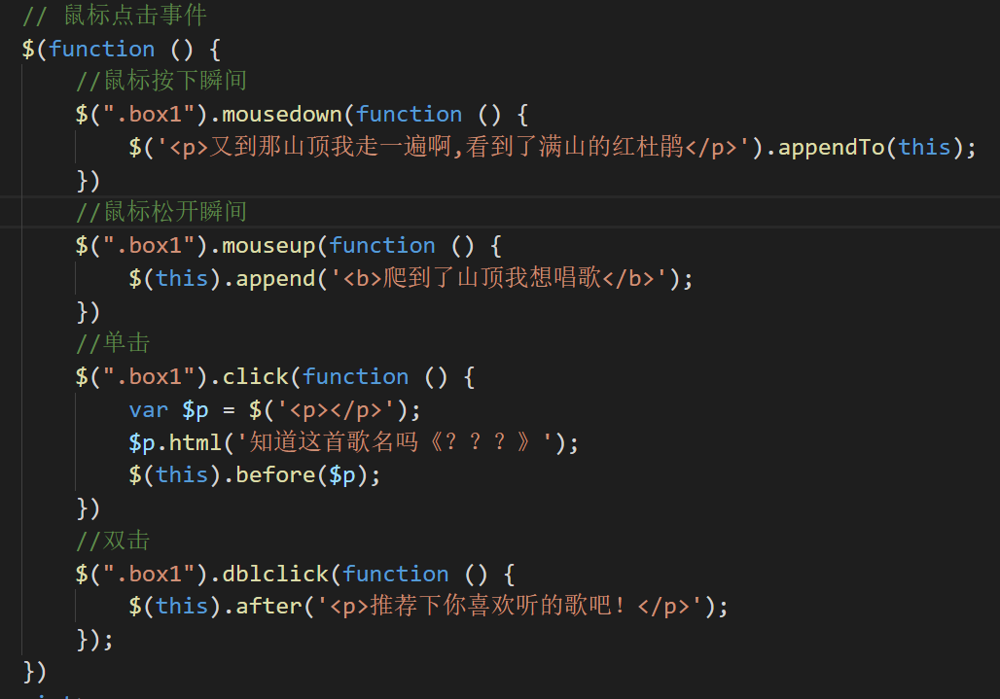 // 鼠标点击事件
$(function () {
//鼠标按下瞬间
$(".box1").mousedown(function () {
$('<p>又到那山顶我走一遍啊,看到了满山的红杜鹃</p>').appendTo(this);
})
//鼠标松开瞬间
$(".box1").mouseup(function () {
$(this).append('<b>爬到了山顶我想唱歌</b>');
})
//单击
$(".box1").click(function () {
var $p = $('<p></p>');
$p.html('知道这首歌名吗《？？？》');
$(this).before($p);
})
//双击
$(".box1").dblclick(function () {
$(this).after('<p>推荐下你喜欢听的歌吧！</p>');
});
})